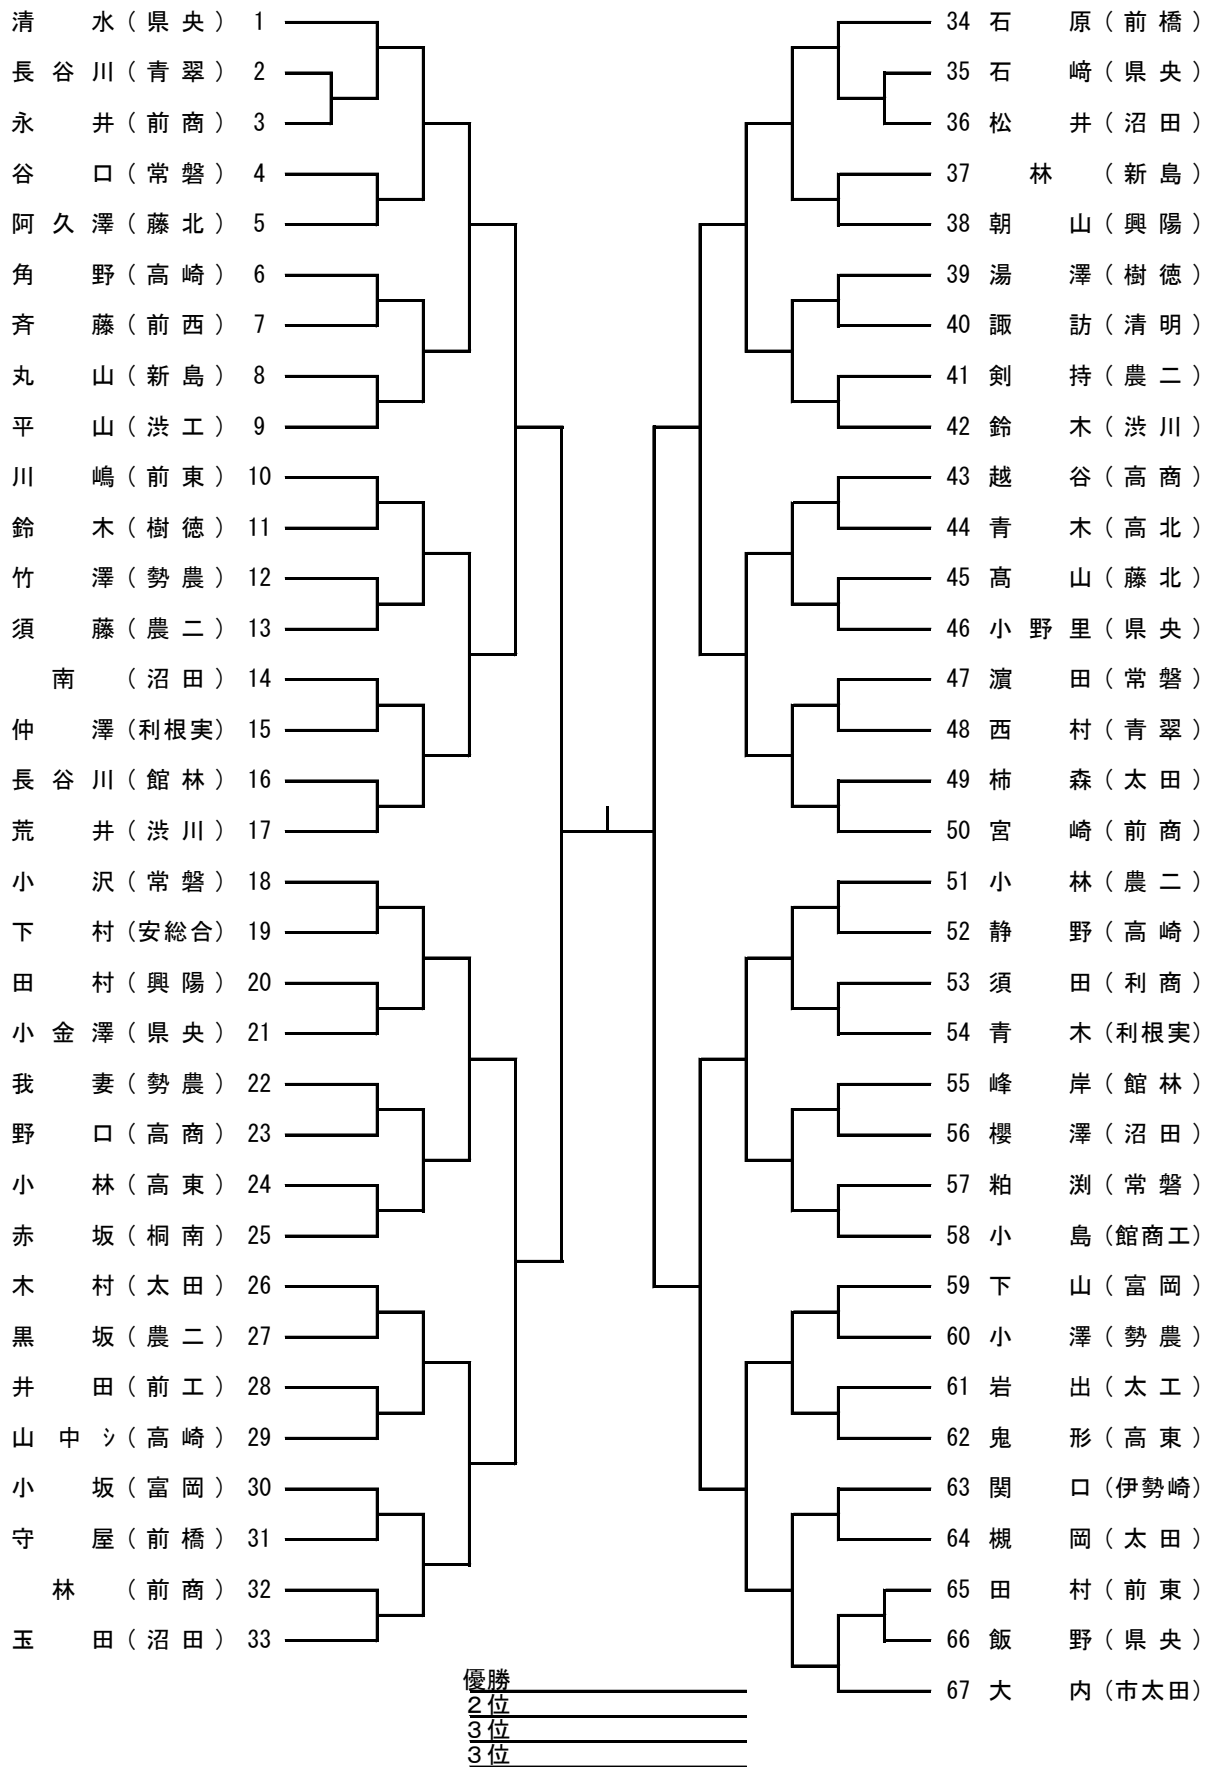 清水（県央） 1
長谷川（青翠） 2
永井（前商） 3
谷口（常磐） 4
阿久澤（藤北） 5
角野（高崎） 6
斉藤（前西） 7
丸山（新島） 8
平山（渋工） 9
川嶋（前東） 10
鈴木（樹徳） 11
竹澤（勢農） 12
須藤（農二） 13
南（沼田） 14
仲澤（利根実） 15
長谷川（館林） 16
荒井（渋川） 17
小沢（常磐） 18
下村（安総合） 19
田村（興陽） 20
小金澤（県央） 21
我妻（勢農） 22
野口（高商） 23
小林（高東） 24
赤坂（桐南） 25
木村（太田） 26
黒坂（農二） 27
井田（前工） 28
山中ｼ（高崎） 29
小坂（富岡） 30
守屋（前橋） 31
林（前商） 32
玉田（沼田） 33
34 石原（前橋）
35 石﨑（県央）
36 松井（沼田）
37 林（新島）
38 朝山（興陽）
39 湯澤（樹徳）
40 諏訪（清明）
41 剣持（農二）
42 鈴木（渋川）
43 越谷（高商）
44 青木（高北）
45 髙山（藤北）
46 小野里（県央）
47 濵田（常磐）
48 西村（青翠）
49 柿森（太田）
50 宮崎（前商）
51 小林（農二）
52 静野（高崎）
53 須田（利商）
54 青木（利根実）
55 峰岸（館林）
56 櫻澤（沼田）
57 粕渕（常磐）
58 小島（館商工）
59 下山（富岡）
60 小澤（勢農）
61 岩出（太工）
62 鬼形（高東）
63 関口（伊勢崎）
64 槻岡（太田）
65 田村（前東）
66 飯野（県央）
67 大内（市太田）
優勝
２位
３位
３位